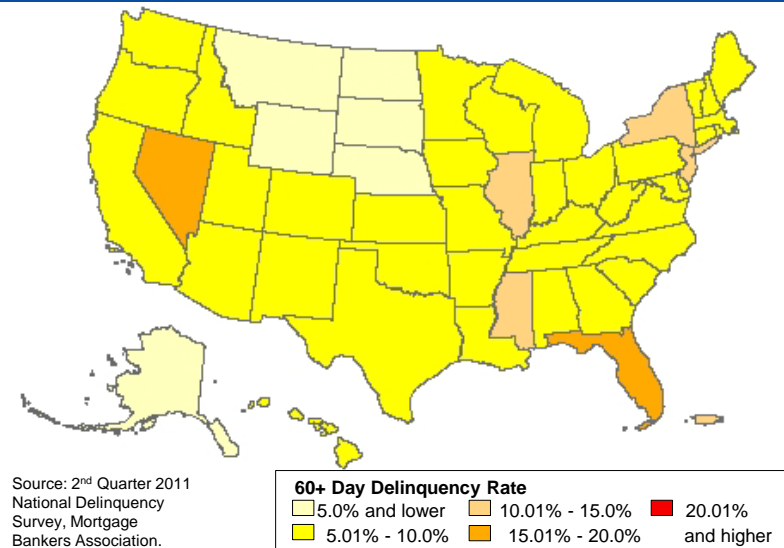 Source: 2nd Quarter 2011
National Delinquency
Survey, Mortgage
Bankers Association.
60+ Day Delinquency Rate
5.0% and lower
10.01% - 15.0%
20.01%
and higher
5.01% - 10.0%
15.01% - 20.0%